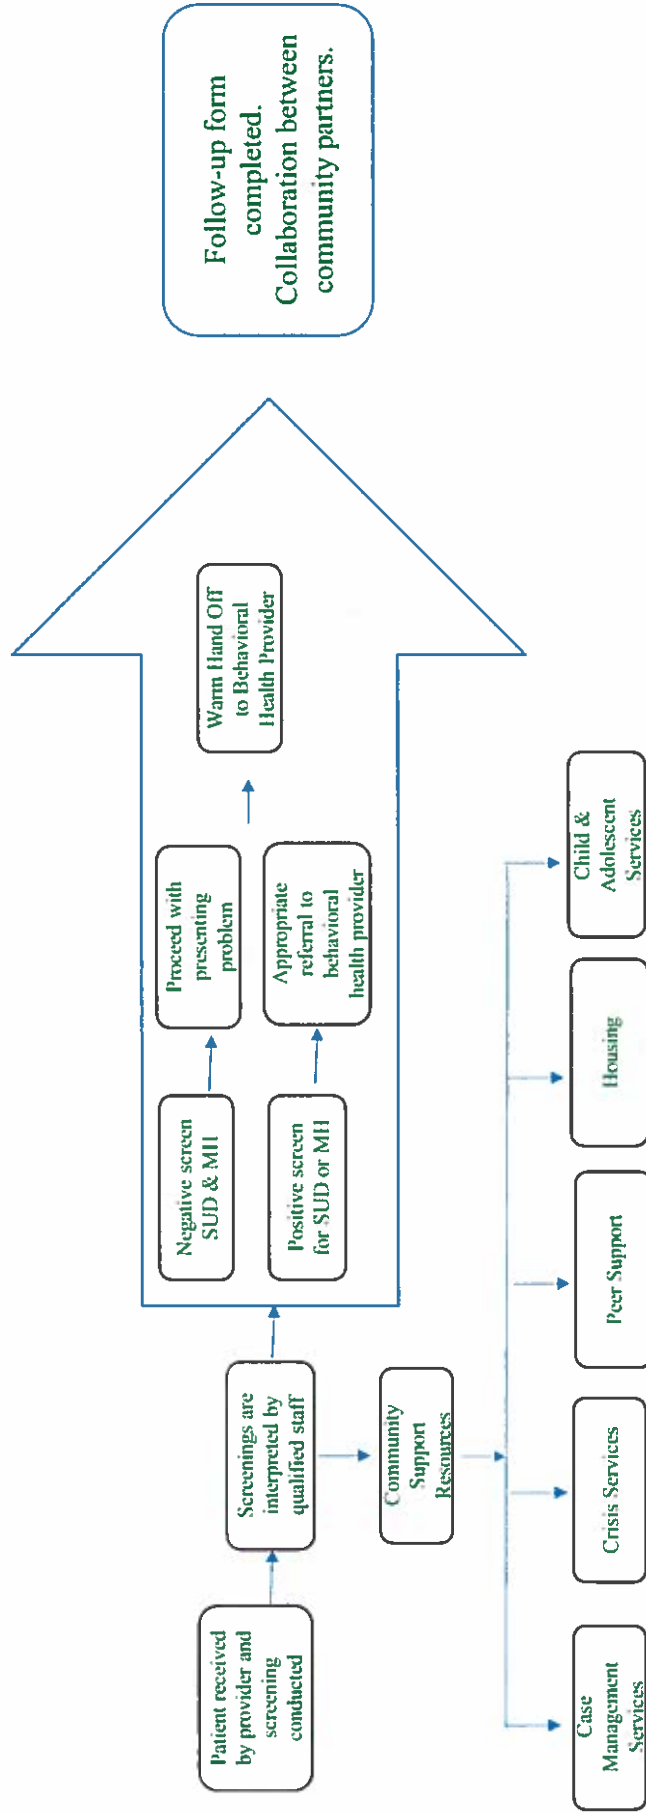 Patient received
by provider and
screening
conducted
Screenings are
interpreted by
qualified staff
Negative screen
SUD & MH
Proceed with
presenting
problem
Positive screen
for SUD or MH
Appropriate
referral to
behavioral
health provider
Warm Hand Off
to Behavioral
Health Provider
Follow-up form
completed.
Collaboration between
community partners.
Community
Support
Resources
Case
Management
Services
Crisis Services
Peer Support
Housing
Child &
Adolescent
Services